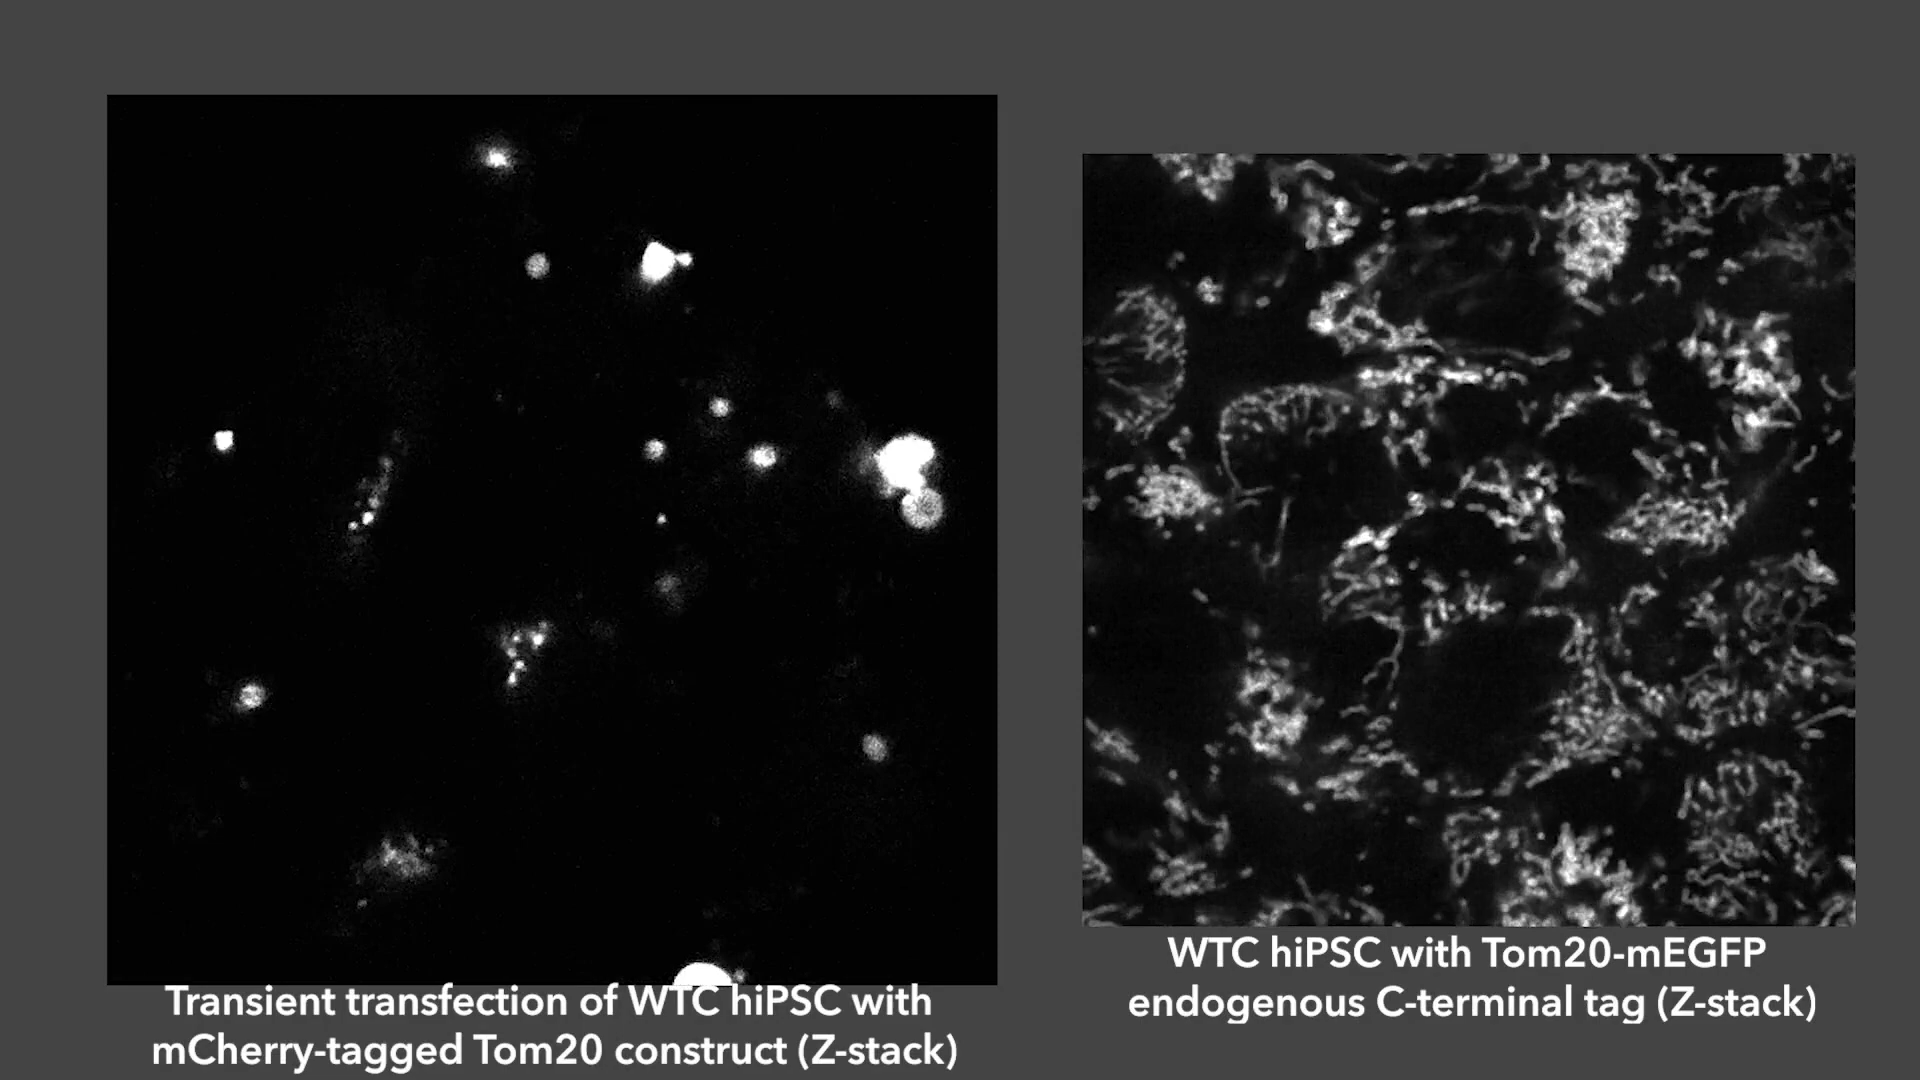 Transient transfection of WTC hiPSC with
mCherry-tagged Tom20 construct (Z-stack)
WTC hiPSC with Tom20-mEGFP
endogenous C-terminal tag (Z-stack)